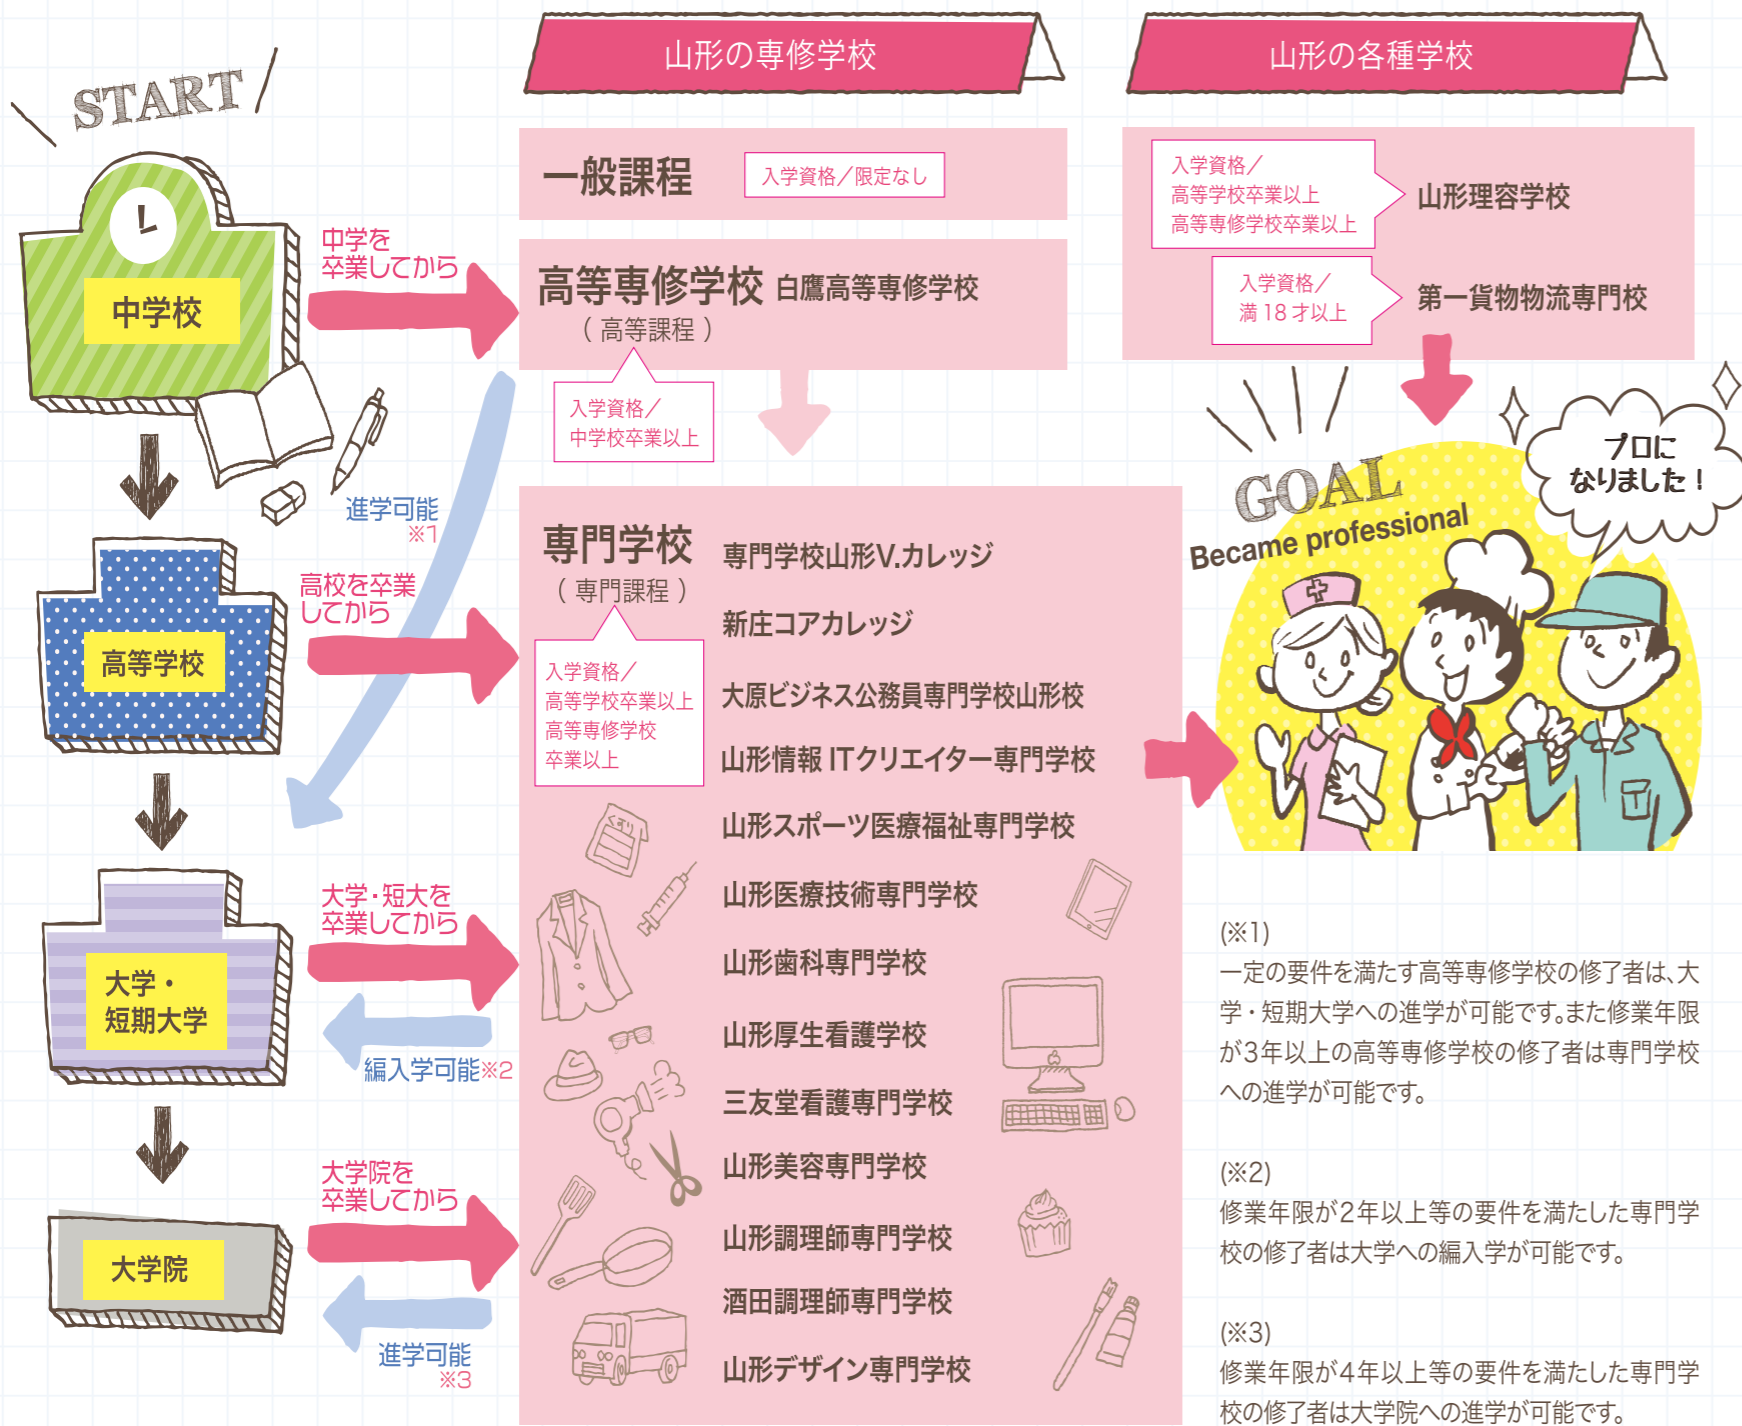 START
中学校
中学を
卒業してから
進学可能
※1
高等学校
高校を卒業
してから
大学・
短期大学
大学・短大を
卒業してから
編入学可能※2
大学院
大学院を
卒業してから
進学可能
※3
山形の専修学校
一般課程
入学資格／限定なし
高等専修学校 白鷹高等専修学校
（ 高等課程 ）
入学資格／
中学校卒業以上
専門学校
（ 専門課程 ）
入学資格／
高等学校卒業以上
高等専修学校
卒業以上
専門学校山形V.カレッジ
新庄コアカレッジ
大原ビジネス公務員専門学校山形校
山形情報 ITクリエイター専門学校
山形スポーツ医療福祉専門学校
山形医療技術専門学校
山形歯科専門学校
山形厚生看護学校
三友堂看護専門学校
山形美容専門学校
山形調理師専門学校
酒田調理師専門学校
山形デザイン専門学校
山形の各種学校
入学資格／
高等学校卒業以上
高等専修学校卒業以上
山形理容学校
入学資格／
満 18 才以上
第一貨物物流専門校
GOAL
Became professional
プロに
なりました！
(※1)
一定の要件を満たす高等専修学校の修了者は、大
学・短期大学への進学が可能です。また修業年限
が3年以上の高等専修学校の修了者は専門学校
への進学が可能です。
(※2)
修業年限が2年以上等の要件を満たした専門学
校の修了者は大学への編入学が可能です。
(※3)
修業年限が4年以上等の要件を満たした専門学
校の修了者は大学院への進学が可能です。